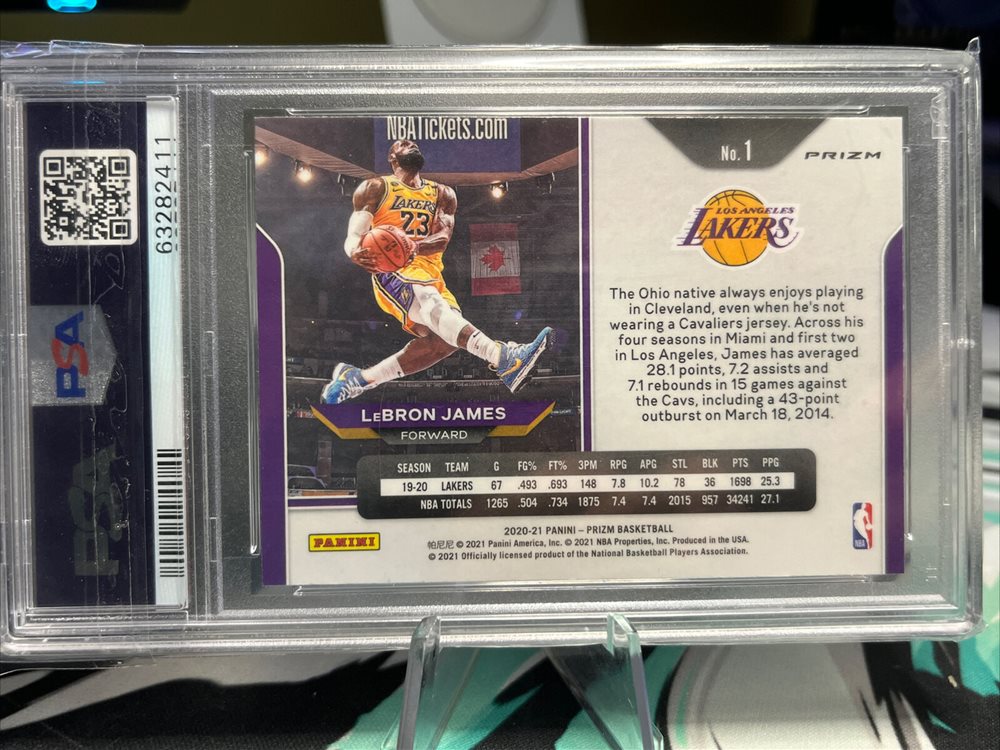 63282411
PSA
NBATICKETS.COM
LAKERS
23
LEBRON JAMES
FORWARD
No. 1
PRIZM
LOS ANGELES
LAKERS
The Ohio native always enjoys playing
in Cleveland, even when he's not
wearing a Cavaliers jersey. Across his
four seasons in Miami and first two
in Los Angeles, James has averaged
28.1 points, 7.2 assists and
7.1 rebounds in 15 games against
the Cavs, including a 43-point
outburst on March 18, 2014.
SEASON TEAM G FG% FT% 3PM RPG APG STL BLK PTS PPG
19-20 LAKERS 67 .493 .693 148 7.8 10.2 78 36 1698 25.3
NBA TOTALS 1265 .504 .734 1875 7.4 7.4 2015 957 34241 27.1
PANINI
2020-21 PANINI – PRIZM BASKETBALL
帕尼尼 © 2021 Panini America, Inc. © 2021 NBA Properties, Inc. Produced in the USA.
© 2021 Officially licensed product of the National Basketball Players Association.
NBA